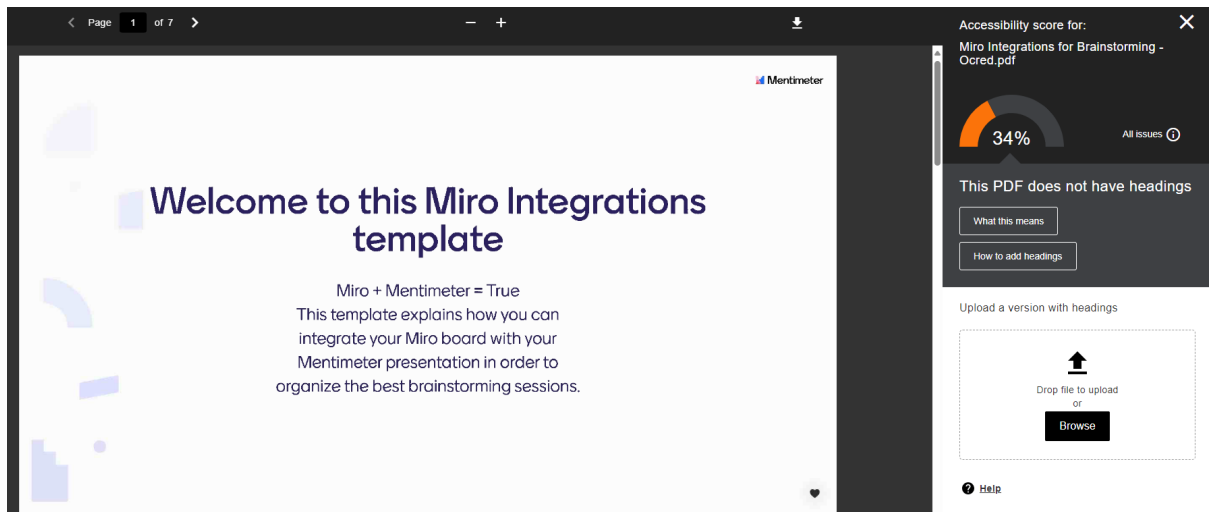 Page 1 of 7
Mentimeter
Welcome to this Miro Integrations
template
Miro + Mentimeter = True
This template explains how you can
integrate your Miro board with your
Mentimeter presentation in order to
organize the best brainstorming sessions.
Accessibility score for:
Miro Integrations for Brainstorming -
Ocred.pdf
34%
All issues
This PDF does not have headings
What this means
How to add headings
Upload a version with headings
Drop file to upload
or
Browse
Help